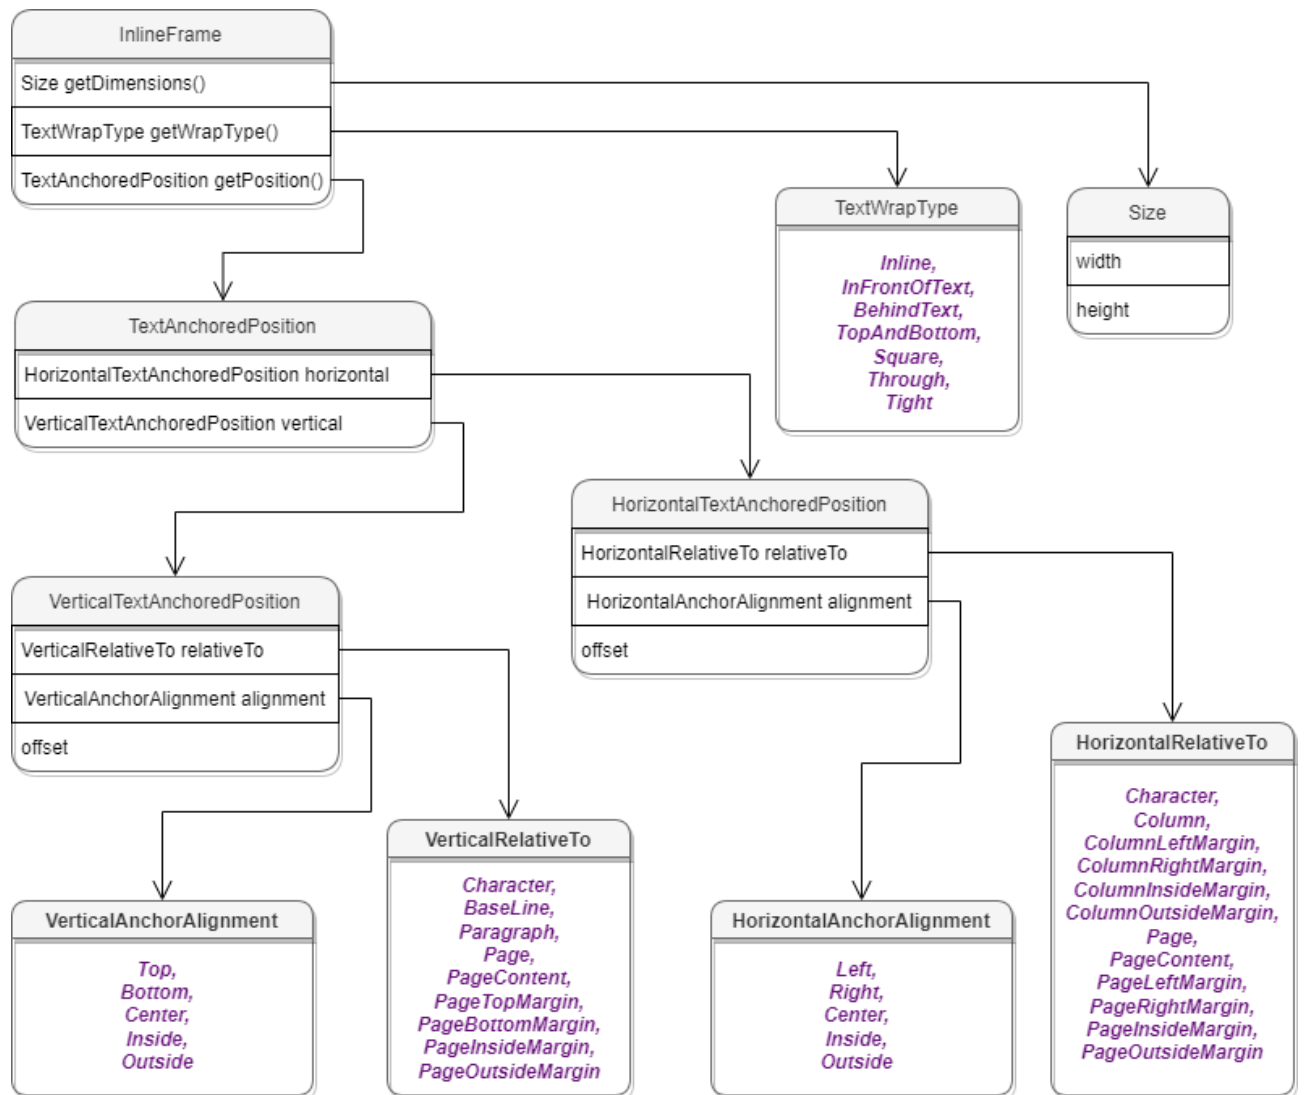 InlineFrame
Size getDimensions()
TextWrapType getWrapType()
TextAnchoredPosition getPosition()
TextWrapType
Inline,
InFrontOfText,
BehindText,
TopAndBottom,
Square,
Through,
Tight
Size
width
height
TextAnchoredPosition
HorizontalTextAnchoredPosition horizontal
VerticalTextAnchoredPosition vertical
HorizontalTextAnchoredPosition
HorizontalRelativeTo relativeTo
HorizontalAnchorAlignment alignment
offset
VerticalTextAnchoredPosition
VerticalRelativeTo relativeTo
VerticalAnchorAlignment alignment
offset
HorizontalRelativeTo
Character,
Column,
ColumnLeftMargin,
ColumnRightMargin,
ColumnInsideMargin,
ColumnOutsideMargin,
Page,
PageContent,
PageLeftMargin,
PageRightMargin,
PageInsideMargin,
PageOutsideMargin
VerticalRelativeTo
Character,
BaseLine,
Paragraph,
Page,
PageContent,
PageTopMargin,
PageBottomMargin,
PageInsideMargin,
PageOutsideMargin
VerticalAnchorAlignment
Top,
Bottom,
Center,
Inside,
Outside
HorizontalAnchorAlignment
Left,
Right,
Center,
Inside,
Outside